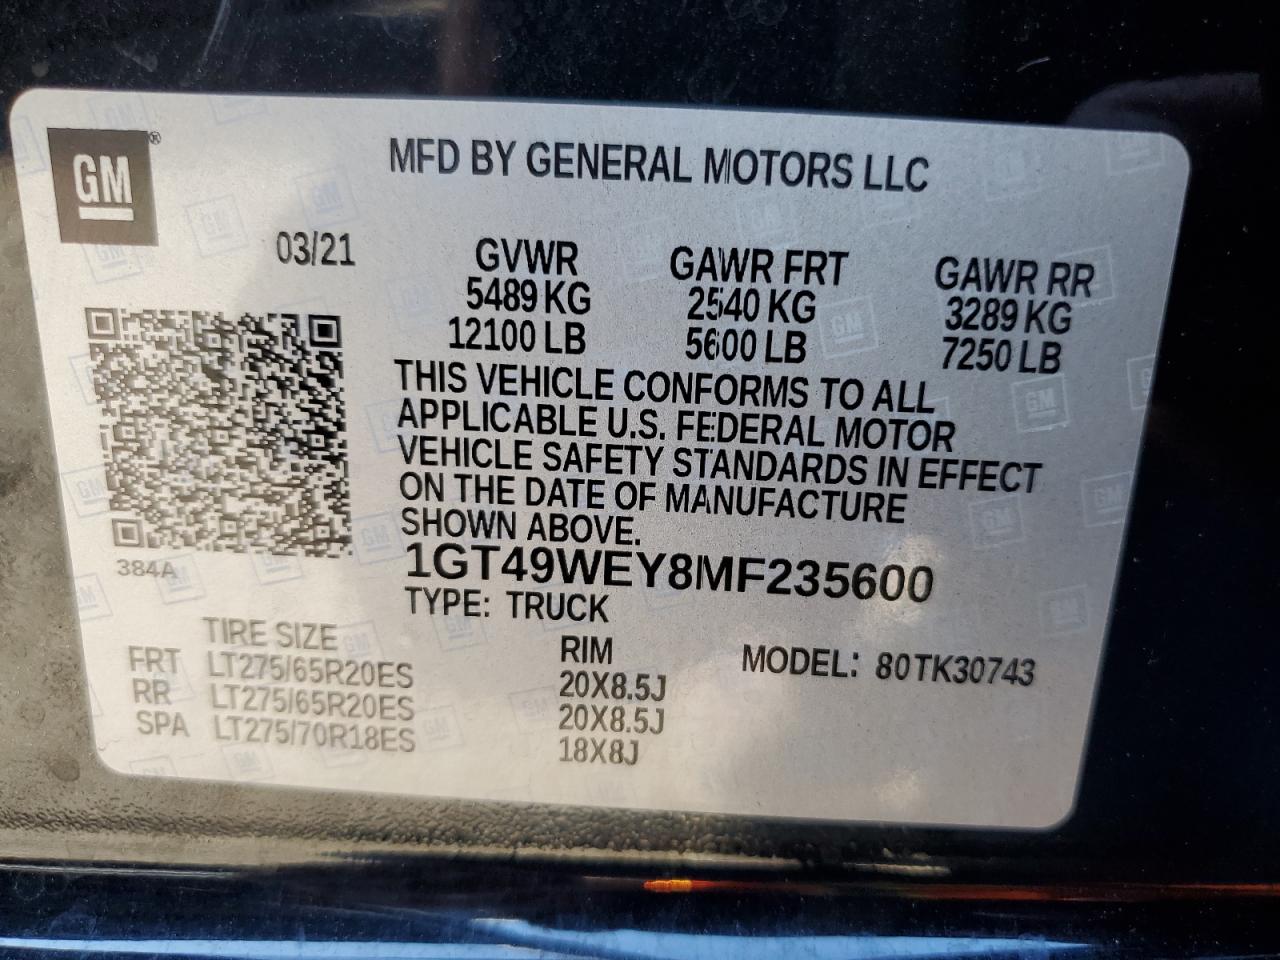 GM®
MFD BY GENERAL MOTORS LLC
03/21
GVWR GAWR FRT GAWR RR
5489 KG 2540 KG 3289 KG
12100 LB 5600 LB 7250 LB
THIS VEHICLE CONFORMS TO ALL
APPLICABLE U.S. FEDERAL MOTOR
VEHICLE SAFETY STANDARDS IN EFFECT
ON THE DATE OF MANUFACTURE
SHOWN ABOVE.
384A
1GT49WEY8MF235600
TYPE: TRUCK
TIRE SIZE RIM MODEL: 80TK30743
FRT LT275/65R20ES 20X8.5J
RR LT275/65R20ES 20X8.5J
SPA LT275/70R18ES 18X8J